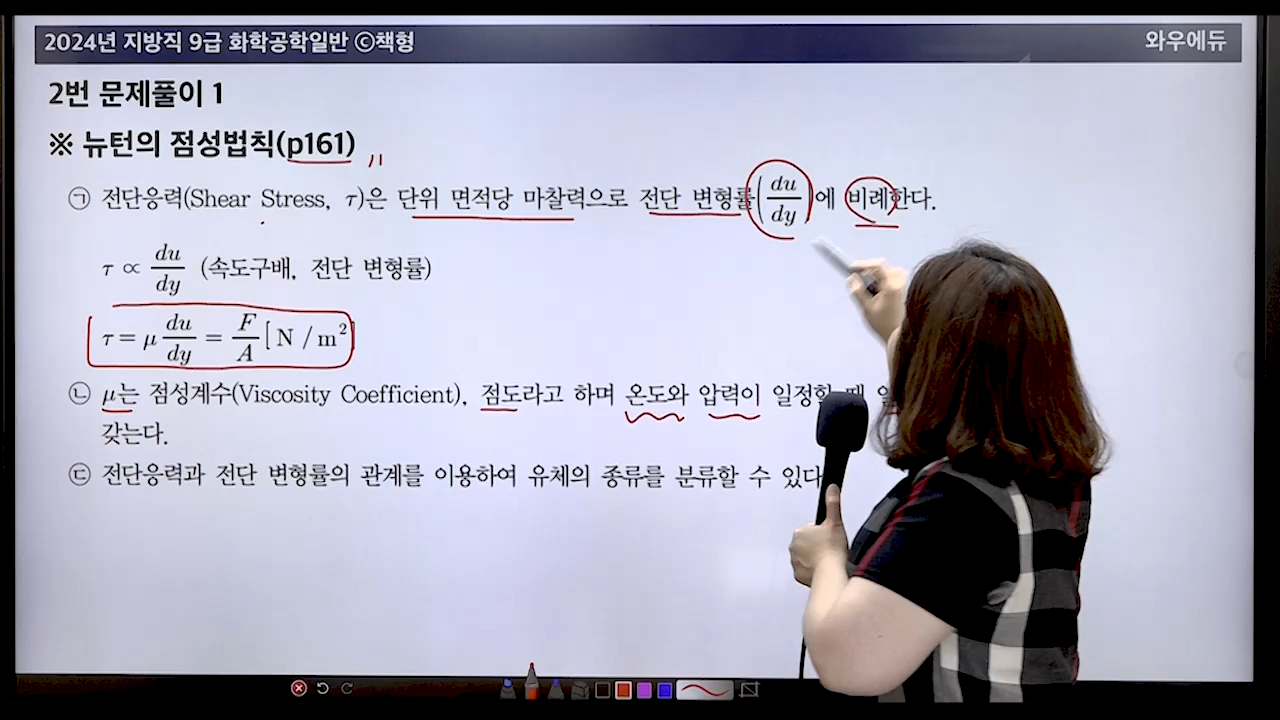 2024년 지방직 9급 화학공학일반 ⓒ책형
와우에듀
2번 문제풀이 1
※ 뉴턴의 점성법칙(p161)
㉠ 전단응력(Shear Stress, τ)은 단위 면적당 마찰력으로 전단 변형률(du/dy)에 비례한다.
τ ∝ du/dy (속도구배, 전단 변형률)
τ = μ du/dy = F/A [N/m²
㉡ μ는 점성계수(Viscosity Coefficient), 점도라고 하며 온도와 압력이 일정할 때
갖는다.
㉢ 전단응력과 전단 변형률의 관계를 이용하여 유체의 종류를 분류할 수 있다